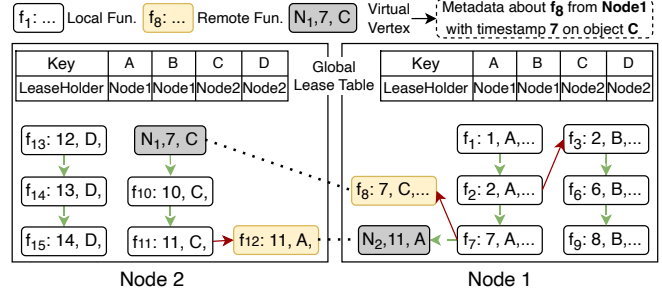 f1: ... Local Fun. f8: ... Remote Fun. N1,7, C Virtual Vertex
Metadata about f8 from Node1
with timestamp 7 on object C
Key A B C D
LeaseHolder Node1 Node1 Node2 Node2
Global
Lease Table
Key A B C D
LeaseHolder Node1 Node1 Node2 Node2
f13: 12, D,
N1,7, C
f14: 13, D,
f10: 10, C,
f15: 14, D,
f11: 11, C,
f12: 11, A,
Node 2
f1: 1, A,...
f3: 2, B,...
f8: 7, C,...
f2: 2, A,...
f6: 6, B,...
N2,11, A
f7: 7, A,...
f9: 8, B,...
Node 1